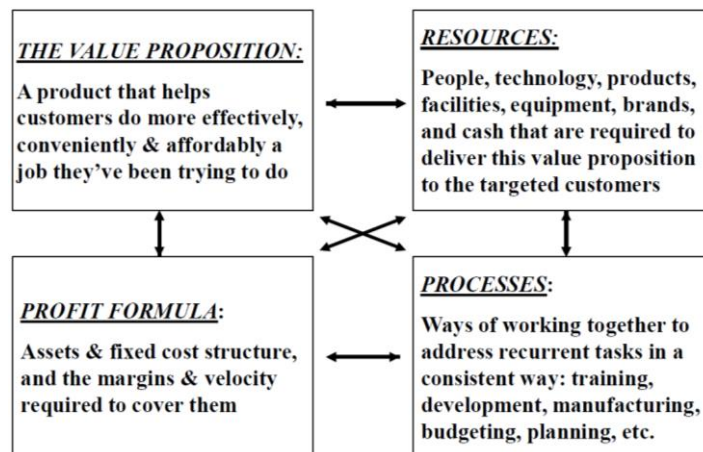 THE VALUE PROPOSITION:
A product that helps
customers do more effectively,
conveniently & affordably a
job they’ve been trying to do
RESOURCES:
People, technology, products,
facilities, equipment, brands,
and cash that are required to
deliver this value proposition
to the targeted customers
PROFIT FORMULA:
Assets & fixed cost structure,
and the margins & velocity
required to cover them
PROCESSES:
Ways of working together to
address recurrent tasks in a
consistent way: training,
development, manufacturing,
budgeting, planning, etc.